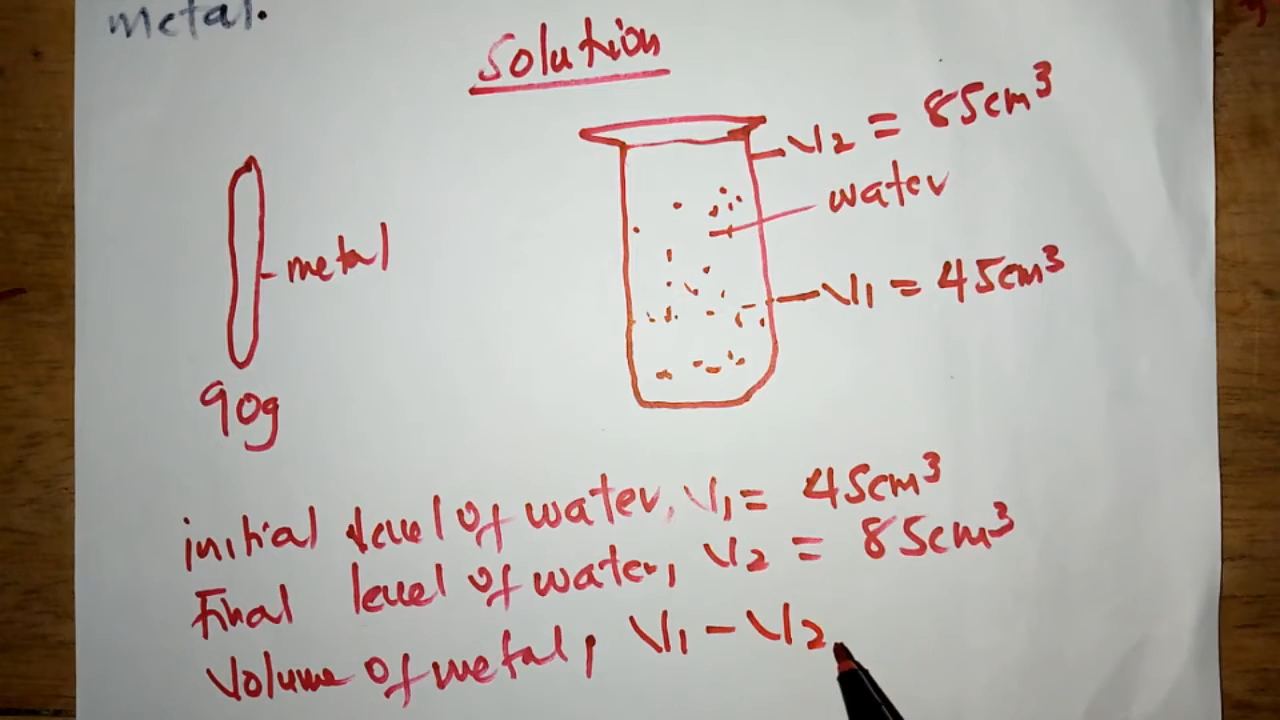 metal.
Solution
V2 = 85cm³
water
metal
V1 = 45cm³
90g
initial level of water, V1 = 45cm³
Final level of water, V2 = 85cm³
Volume of metal, V1 - V2